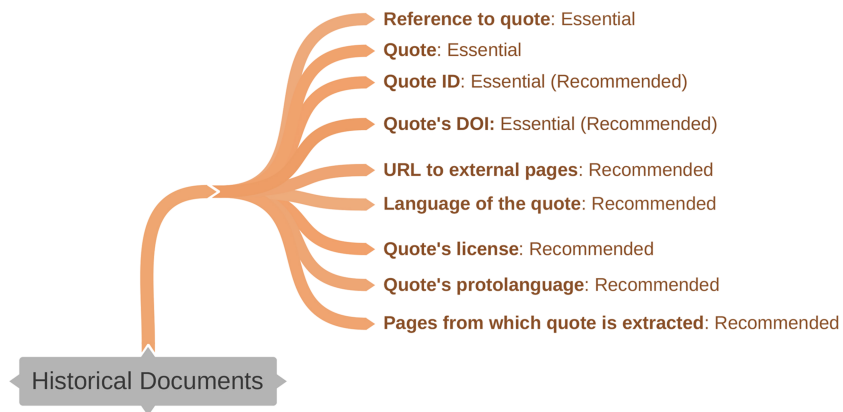 Reference to quote: Essential
Quote: Essential
Quote ID: Essential (Recommended)
Quote's DOI: Essential (Recommended)
URL to external pages: Recommended
Language of the quote: Recommended
Quote's license: Recommended
Quote's protolanguage: Recommended
Pages from which quote is extracted: Recommended
Historical Documents